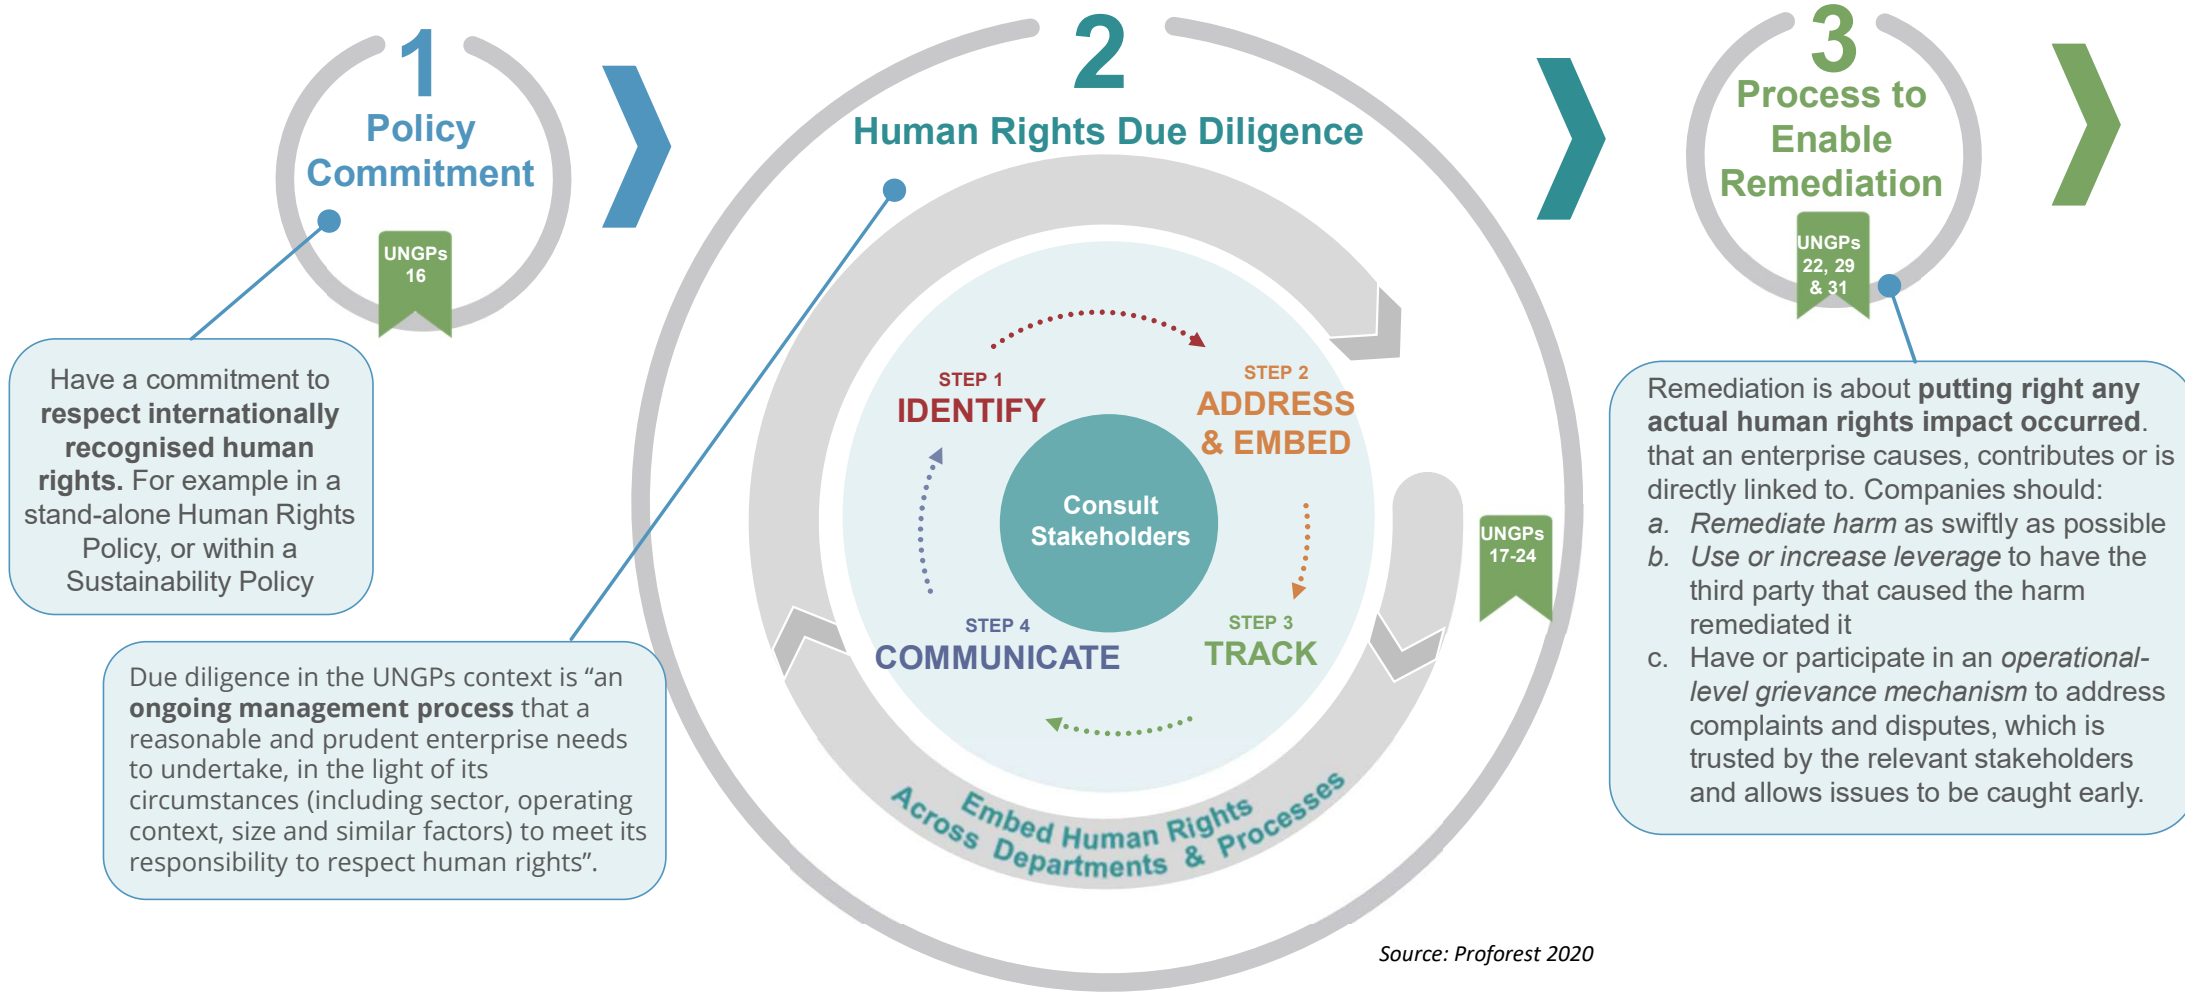 1
Policy
Commitment
UNGPs
16
Have a commitment to
respect internationally
recognised human
rights. For example in a
stand-alone Human Rights
Policy, or within a
Sustainability Policy
2
Human Rights Due Diligence
STEP 1
IDENTIFY
STEP 2
ADDRESS
& EMBED
Consult
Stakeholders
STEP 3
TRACK
STEP 4
COMMUNICATE
Embed Human Rights
Across Departments & Processes
UNGPs
17-24
Due diligence in the UNGPs context is “an
ongoing management process that a
reasonable and prudent enterprise needs
to undertake, in the light of its
circumstances (including sector, operating
context, size and similar factors) to meet its
responsibility to respect human rights”.
3
Process to
Enable
Remediation
UNGPs
22, 29
& 31
Remediation is about putting right any
actual human rights impact occurred.
that an enterprise causes, contributes or is
directly linked to. Companies should:
a. Remediate harm as swiftly as possible
b. Use or increase leverage to have the
third party that caused the harm
remediated it
c. Have or participate in an operational-
level grievance mechanism to address
complaints and disputes, which is
trusted by the relevant stakeholders
and allows issues to be caught early.
Source: Proforest 2020